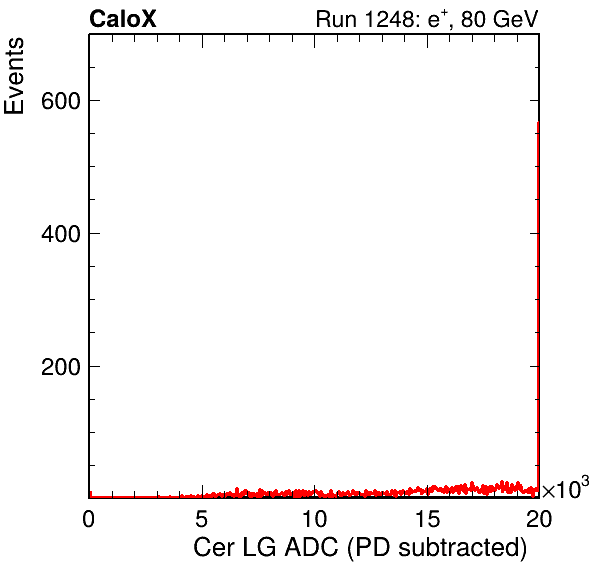 CaloX Run 1248: e⁺, 80 GeV
Events
600
400
200
0 5 10 15 20
×10³
Cer LG ADC (PD subtracted)